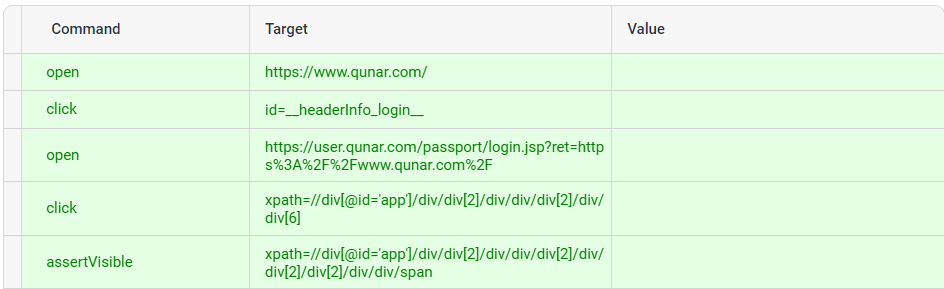 Command Target Value
open https://www.qunar.com/
click id=__headerInfo_login__
open https://user.qunar.com/passport/login.jsp?ret=http
s%3A%2F%2Fwww.qunar.com%2F
click xpath=//div[@id='app']/div/div[2]/div/div/div[2]/div/
div[6]
assertVisible xpath=//div[@id='app']/div/div[2]/div/div/div[2]/div/
div[2]/div[2]/div/div/span